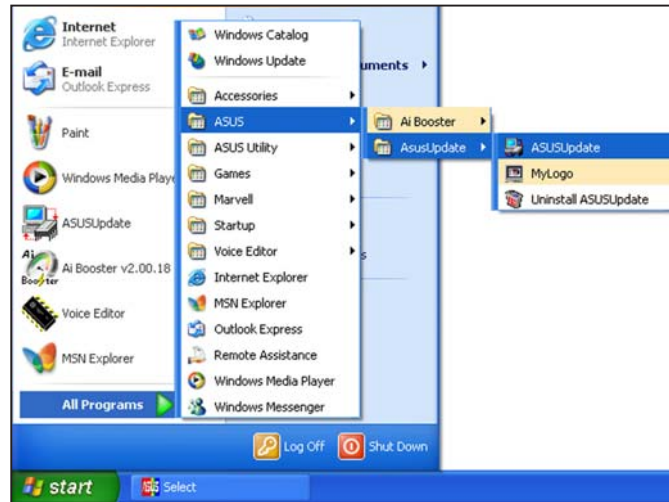 Internet
Internet Explorer
E-mail
Outlook Express
Paint
Windows Media Playe
ASUSUpdate
Ai Booster v2.00.18
Voice Editor
MSN Explorer
All Programs
Windows Catalog
Windows Update
Accessories
ASUS
ASUS Utility
Games
Marvell
Startup
Voice Editor
Internet Explorer
MSN Explorer
Outlook Express
Remote Assistance
Windows Media Player
Windows Messenger
uments
s
Ai Booster
AsusUpdate
ASUSUpdate
MyLogo
Uninstall ASUSUpdate
Log Off
Shut Down
start
Select